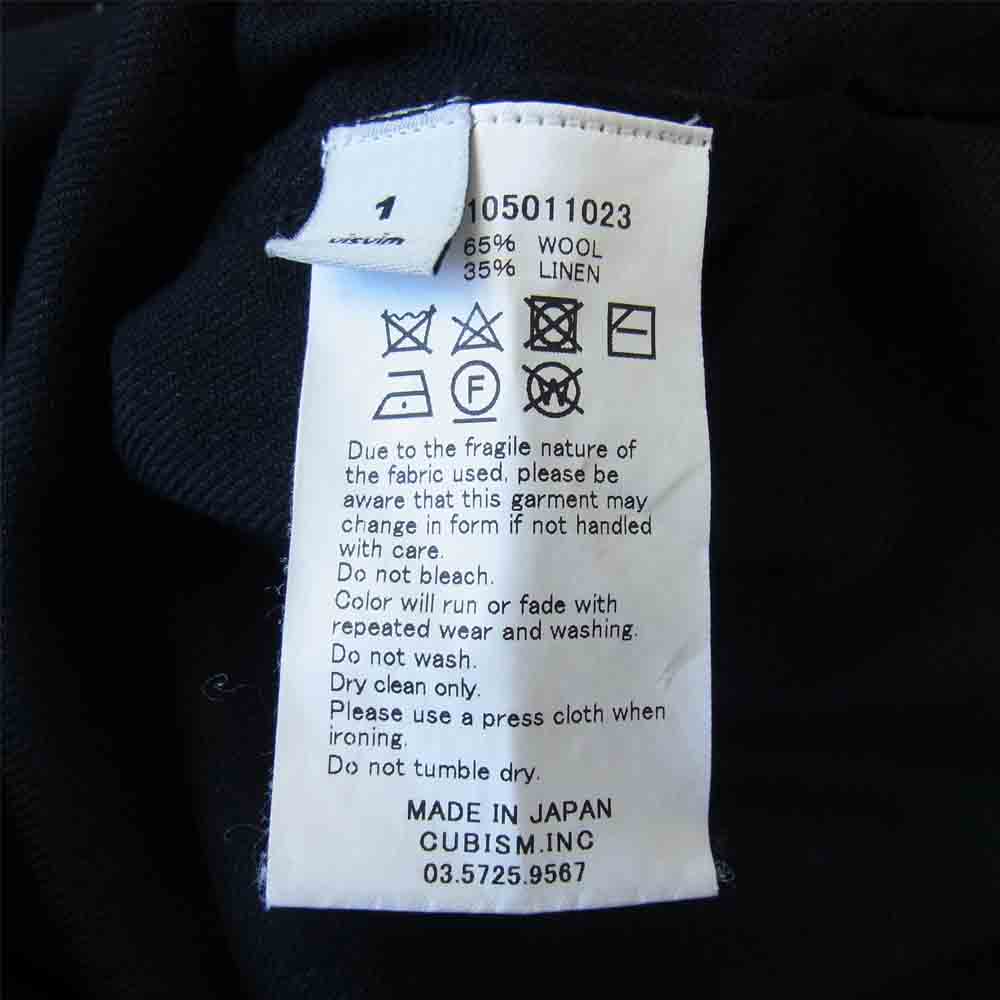 1
visvim
105011023
65% WOOL
35% LINEN
F
W
Due to the fragile nature of
the fabric used, please be
aware that this garment may
change in form if not handled
with care.
Do not bleach.
Color will run or fade with
repeated wear and washing.
Do not wash.
Dry clean only.
Please use a press cloth when
ironing.
Do not tumble dry.
MADE IN JAPAN
CUBISM.INC
03.5725.9567